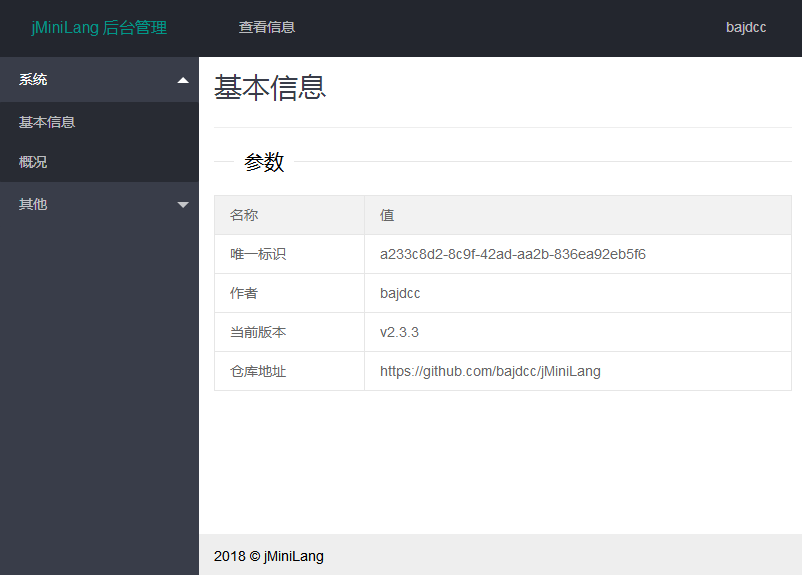 jMiniLang 后台管理 查看信息 bajdcc
系统
基本信息
概况
其他
基本信息
参数
名称 值
唯一标识 a233c8d2-8c9f-42ad-aa2b-836ea92eb5f6
作者 bajdcc
当前版本 v2.3.3
仓库地址 https://github.com/bajdcc/jMiniLang
2018 © jMiniLang